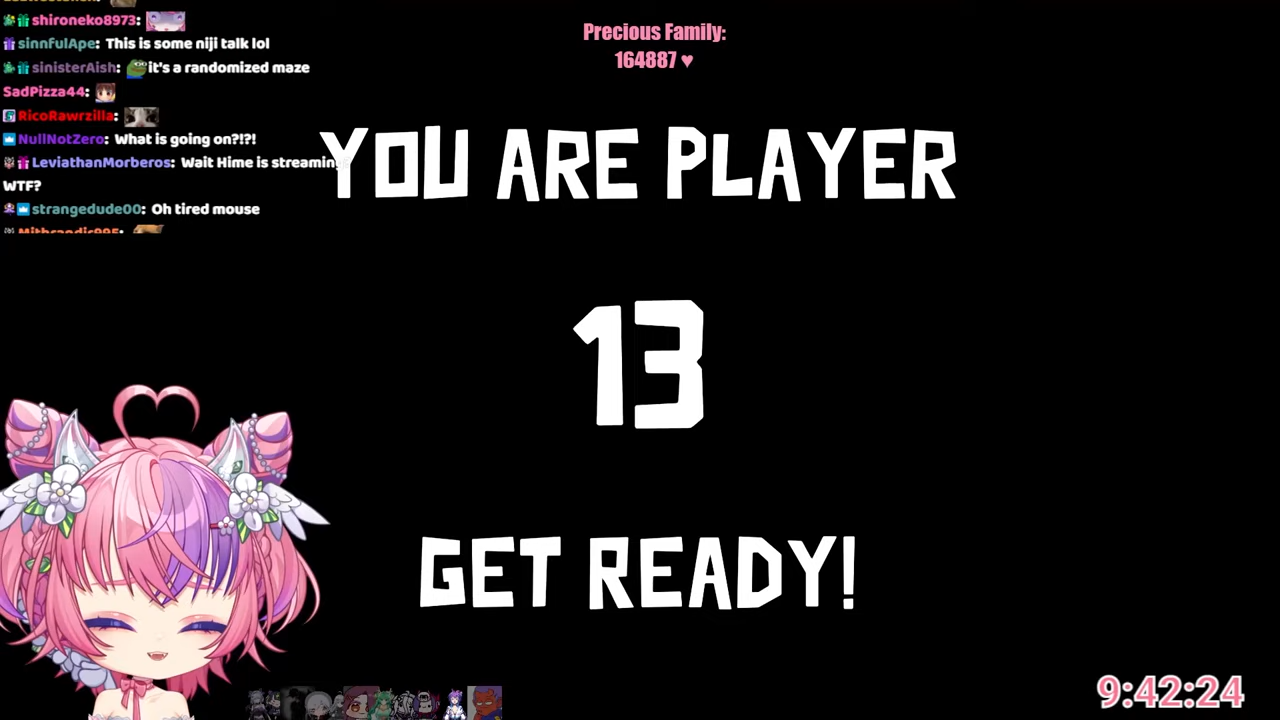 shironeko8973:
sinnfulApe: This is some niji talk lol
sinisterAish: it's a randomized maze
SadPizza44:
RicoRawrzilla:
NullNotZero: What is going on?!?!
LeviathanMorberos: Wait Hime is streaming
WTF?
strangedude00: Oh tired mouse
Precious Family:
164887 ♥
YOU ARE PLAYER
13
GET READY!
9:42:24